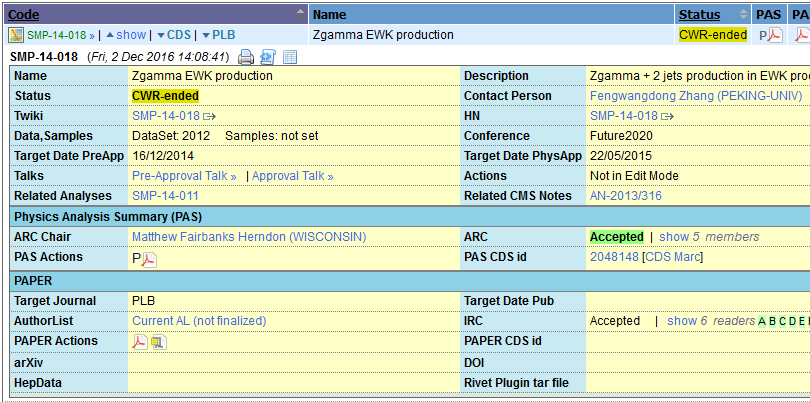 Code Name Status PAS PA
SMP-14-018 » | show | CDS | PLB Zgamma EWK production CWR-ended P
SMP-14-018 (Fri, 2 Dec 2016 14:08:41)
Name Zgamma EWK production Description Zgamma + 2 jets production in EWK pro
Status CWR-ended Contact Person Fengwangdong Zhang (PEKING-UNIV)
Twiki SMP-14-018 HN SMP-14-018
Data,Samples DataSet: 2012 Samples: not set Conference Future2020
Target Date PreApp 16/12/2014 Target Date PhysApp 22/05/2015
Talks Pre-Approval Talk » | Approval Talk » Actions Not in Edit Mode
Related Analyses SMP-14-011 Related CMS Notes AN-2013/316
Physics Analysis Summary (PAS)
ARC Chair Matthew Fairbanks Herndon (WISCONSIN) ARC Accepted | show 5 members
PAS Actions P PAS CDS id 2048148 [CDS Marc]
PAPER
Target Journal PLB Target Date Pub
AuthorList Current AL (not finalized) IRC Accepted | show 6 readers A B C D E
PAPER Actions PAPER CDS id
arXiv DOI
HepData Rivet Plugin tar file